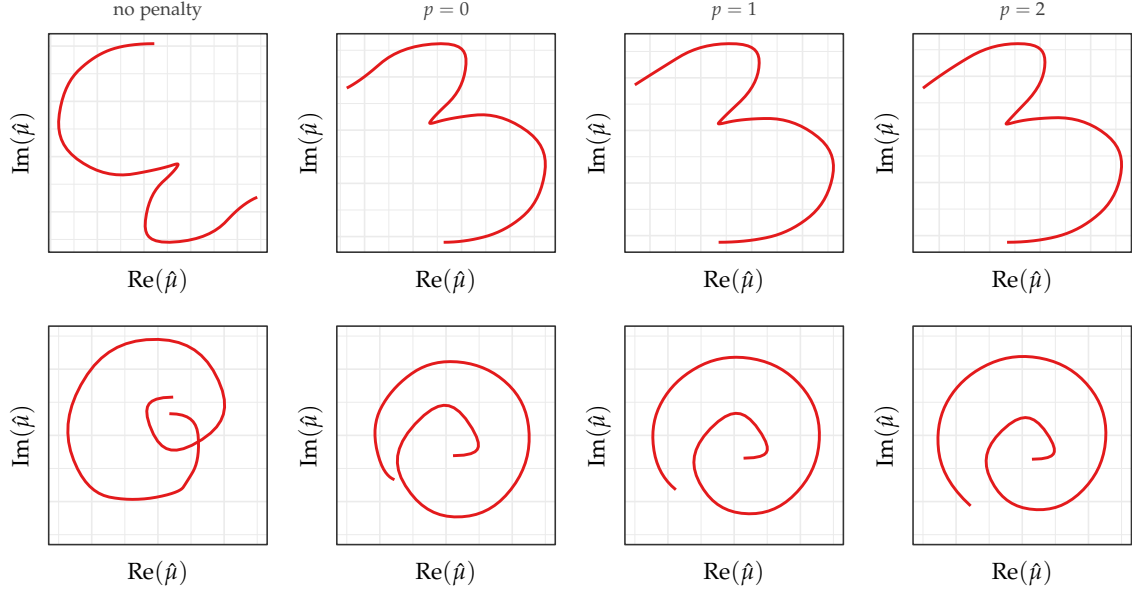 no penalty p = 0 p = 1 p = 2
Im(μ̂) Im(μ̂) Im(μ̂) Im(μ̂)
Re(μ̂) Re(μ̂) Re(μ̂) Re(μ̂)
Im(μ̂) Im(μ̂) Im(μ̂) Im(μ̂)
Re(μ̂) Re(μ̂) Re(μ̂) Re(μ̂)